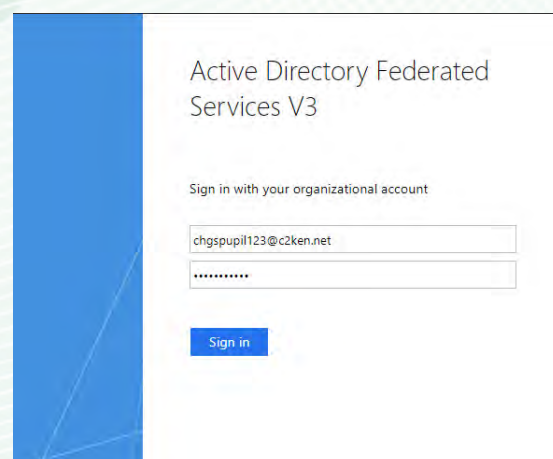 Active Directory Federated
Services V3
Sign in with your organizational account
chgspupil123@c2ken.net
•••••••••••
Sign in